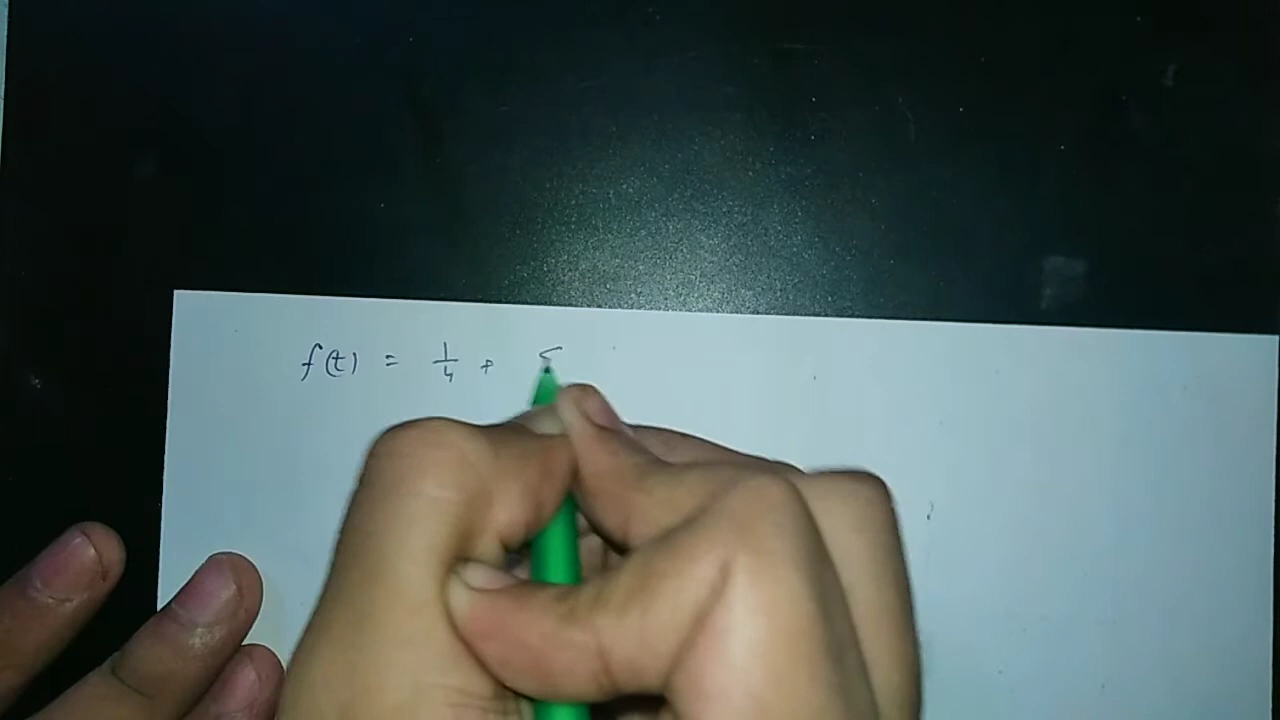 f(t) = 1/4 +